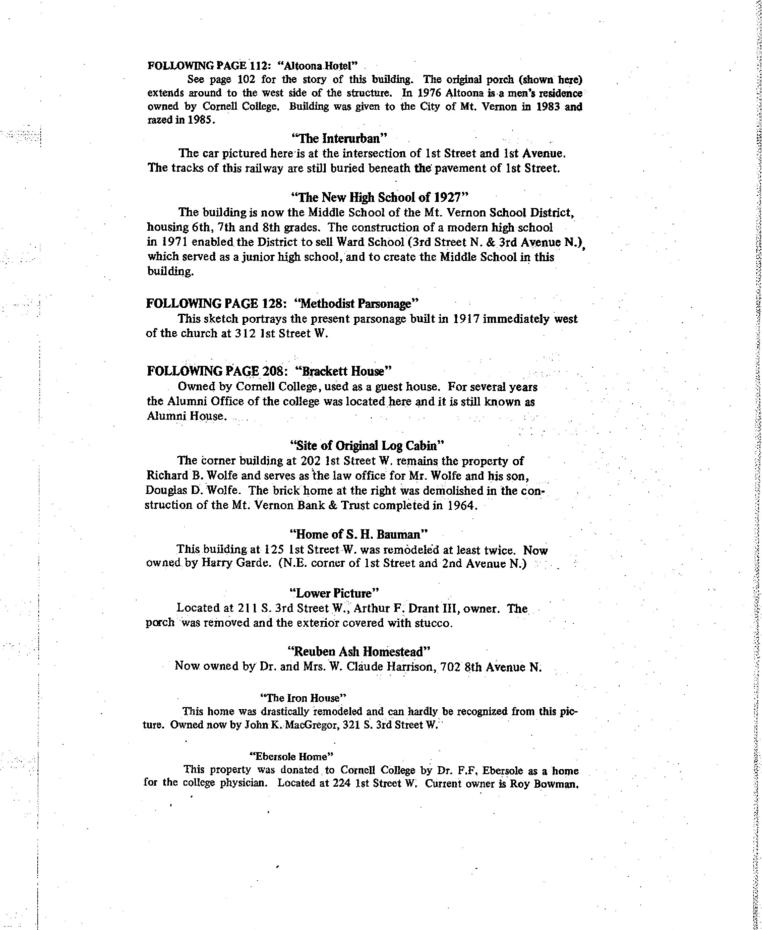 FOLLOWING PAGE 112: “Altoona Hotel”
See page 102 for the story of this building. The original porch (shown here)
extends around to the west side of the structure. In 1976 Altoona is a men's residence
owned by Cornell College. Building was given to the City of Mt. Vernon in 1983 and
razed in 1985.
“The Interurban”
The car pictured here is at the intersection of 1st Street and 1st Avenue.
The tracks of this railway are still buried beneath the pavement of 1st Street.
“The New High School of 1927”
The building is now the Middle School of the Mt. Vernon School District,
housing 6th, 7th and 8th grades. The construction of a modern high school
in 1971 enabled the District to sell Ward School (3rd Street N. & 3rd Avenue N.),
which served as a junior high school, and to create the Middle School in this
building.
FOLLOWING PAGE 128: “Methodist Parsonage”
This sketch portrays the present parsonage built in 1917 immediately west
of the church at 312 1st Street W.
FOLLOWING PAGE 208: “Brackett House”
Owned by Cornell College, used as a guest house. For several years
the Alumni Office of the college was located here and it is still known as
Alumni House.
“Site of Original Log Cabin”
The corner building at 202 1st Street W. remains the property of
Richard B. Wolfe and serves as the law office for Mr. Wolfe and his son,
Douglas D. Wolfe. The brick home at the right was demolished in the con-
struction of the Mt. Vernon Bank & Trust completed in 1964.
“Home of S. H. Bauman”
This building at 125 1st Street W. was remodeled at least twice. Now
owned by Harry Garde. (N.E. corner of 1st Street and 2nd Avenue N.)
“Lower Picture”
Located at 211 S. 3rd Street W., Arthur F. Drant III, owner. The
porch was removed and the exterior covered with stucco.
“Reuben Ash Homestead”
Now owned by Dr. and Mrs. W. Claude Harrison, 702 8th Avenue N.
“The Iron House”
This home was drastically remodeled and can hardly be recognized from this pic-
ture. Owned now by John K. MacGregor, 321 S. 3rd Street W.
“Ebersole Home”
This property was donated to Cornell College by Dr. F.F. Ebersole as a home
for the college physician. Located at 224 1st Street W. Current owner is Roy Bowman.